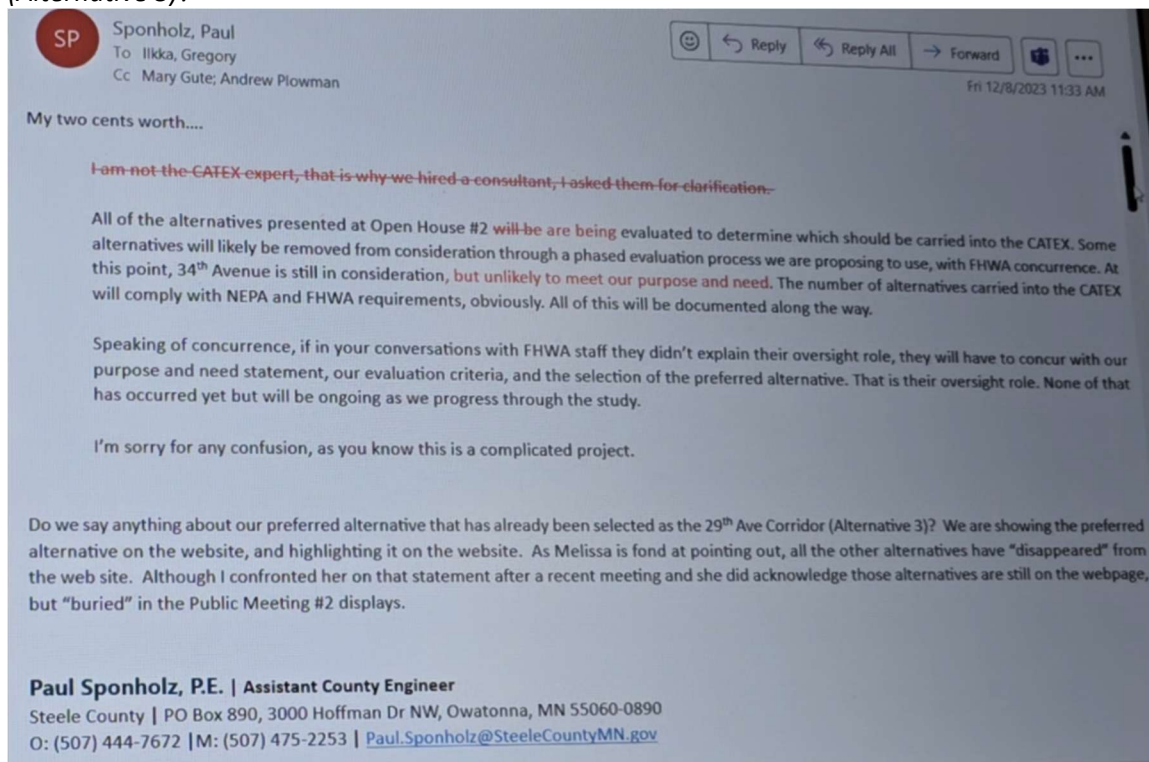 SP
Sponholz, Paul
To Ilkka, Gregory
Cc Mary Gute; Andrew Plowman
Reply
Reply All
Forward
Fri 12/8/2023 11:33 AM
My two cents worth....
I am not the CATEX expert, that is why we hired a consultant, I asked them for clarification.
All of the alternatives presented at Open House #2 will be are being evaluated to determine which should be carried into the CATEX. Some
alternatives will likely be removed from consideration through a phased evaluation process we are proposing to use, with FHWA concurrence. At
this point, 34th Avenue is still in consideration, but unlikely to meet our purpose and need. The number of alternatives carried into the CATEX
will comply with NEPA and FHWA requirements, obviously. All of this will be documented along the way.
Speaking of concurrence, if in your conversations with FHWA staff they didn't explain their oversight role, they will have to concur with our
purpose and need statement, our evaluation criteria, and the selection of the preferred alternative. That is their oversight role. None of that
has occurred yet but will be ongoing as we progress through the study.
I'm sorry for any confusion, as you know this is a complicated project.
Do we say anything about our preferred alternative that has already been selected as the 29th Ave Corridor (Alternative 3)? We are showing the preferred
alternative on the website, and highlighting it on the website. As Melissa is fond at pointing out, all the other alternatives have "disappeared" from
the web site. Although I confronted her on that statement after a recent meeting and she did acknowledge those alternatives are still on the webpage,
but "buried" in the Public Meeting #2 displays.
Paul Sponholz, P.E. | Assistant County Engineer
Steele County | PO Box 890, 3000 Hoffman Dr NW, Owatonna, MN 55060-0890
O: (507) 444-7672 |M: (507) 475-2253 | Paul.Sponholz@SteeleCountyMN.gov